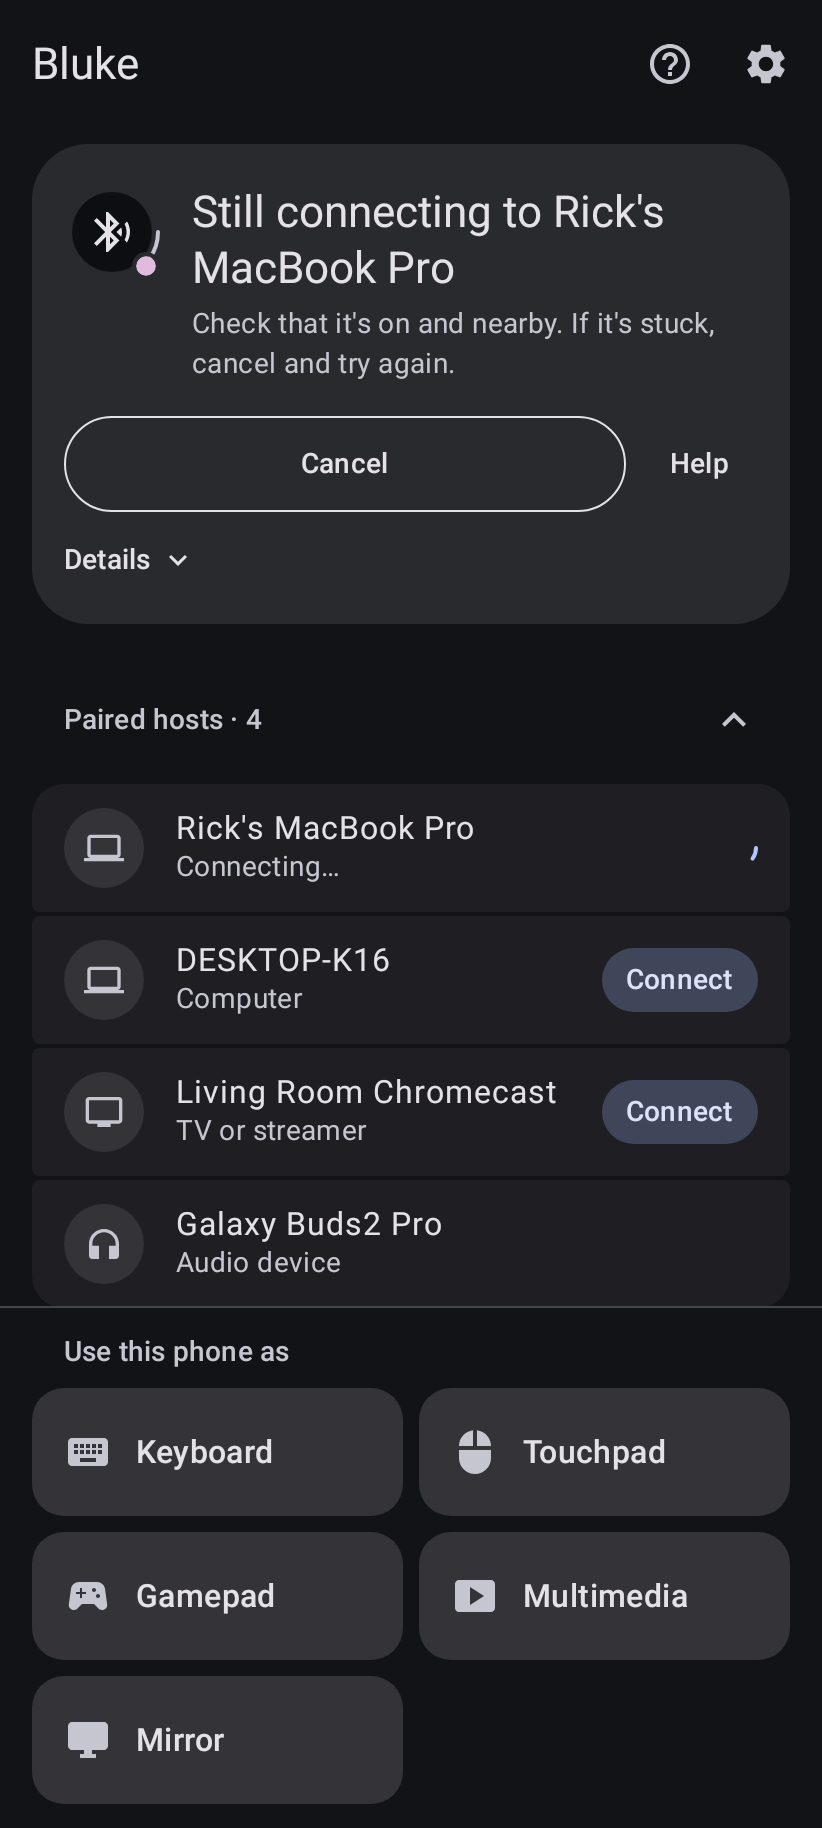 Bluke
Still connecting to Rick's
MacBook Pro
Check that it's on and nearby. If it's stuck,
cancel and try again.
Cancel
Help
Details
Paired hosts · 4
Rick's MacBook Pro
Connecting…
DESKTOP-K16
Computer
Connect
Living Room Chromecast
TV or streamer
Connect
Galaxy Buds2 Pro
Audio device
Use this phone as
Keyboard
Touchpad
Gamepad
Multimedia
Mirror